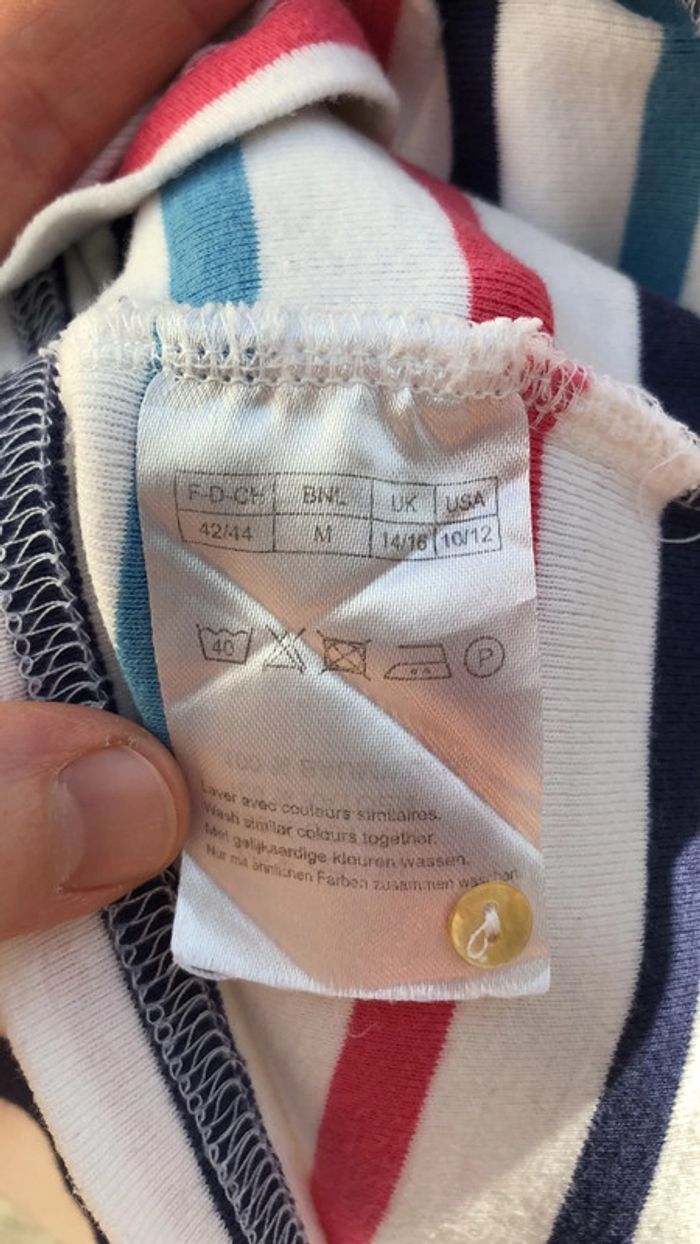 F-D-CH BNL UK USA
42/44 M 14/16 10/12
40 P
Laver avec couleurs similaires.
Wash similar colours together.
Met gelijkaardige kleuren wassen.
Nur mit ähnlichen Farben zusammen waschen.